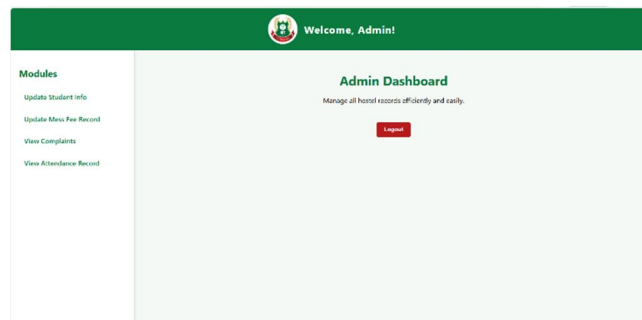 Welcome, Admin!
Modules
Update Student Info
Update Mess Fee Record
View Complaints
View Attendance Record
Admin Dashboard
Manage all hostel records efficiently and easily.
Logout